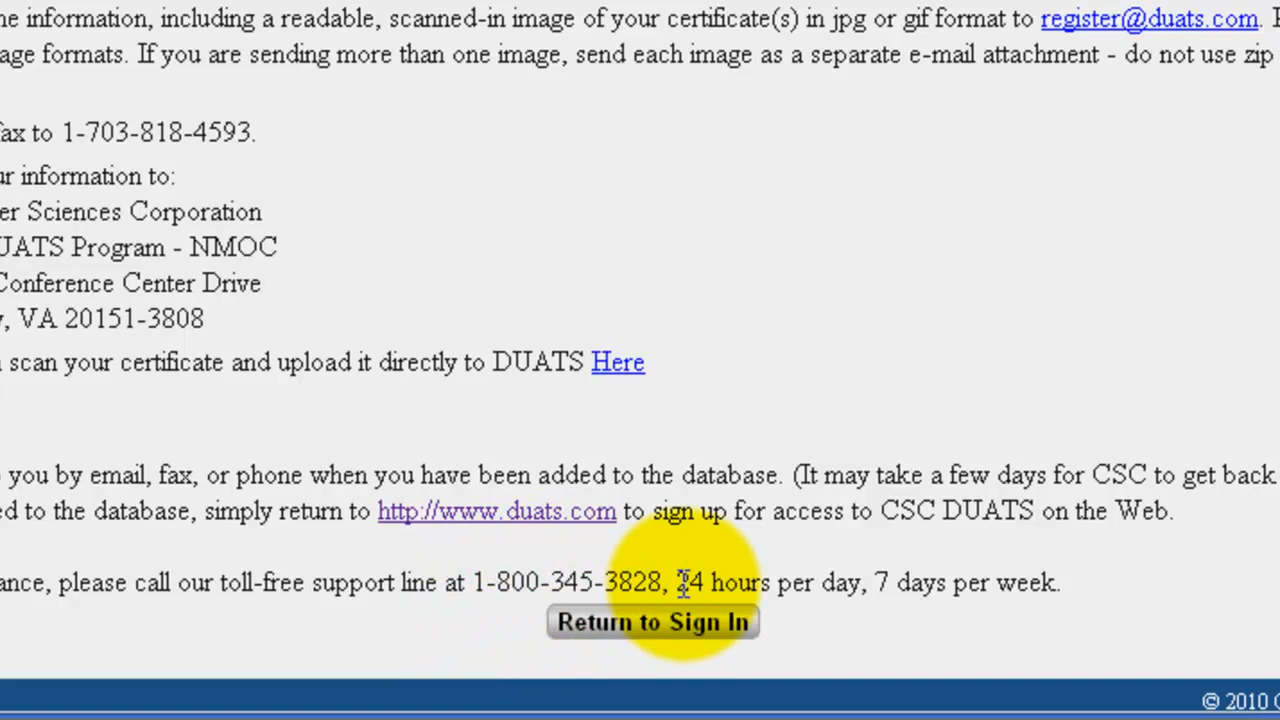 ne information, including a readable, scanned-in image of your certificate(s) in jpg or gif format to register@duats.com.
age formats. If you are sending more than one image, send each image as a separate e-mail attachment - do not use zip
fax to 1-703-818-4593.
ur information to:
er Sciences Corporation
UATS Program - NMOC
Conference Center Drive
y, VA 20151-3808
scan your certificate and upload it directly to DUATS Here
you by email, fax, or phone when you have been added to the database. (It may take a few days for CSC to get back
ed to the database, simply return to http://www.duats.com to sign up for access to CSC DUATS on the Web.
ance, please call our toll-free support line at 1-800-345-3828, 24 hours per day, 7 days per week.
Return to Sign In
© 2010